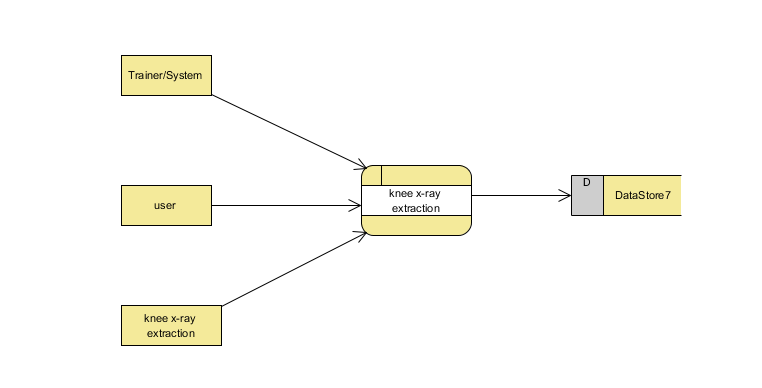 Trainer/System
user
knee x-ray
extraction
knee x-ray
extraction
D
DataStore7